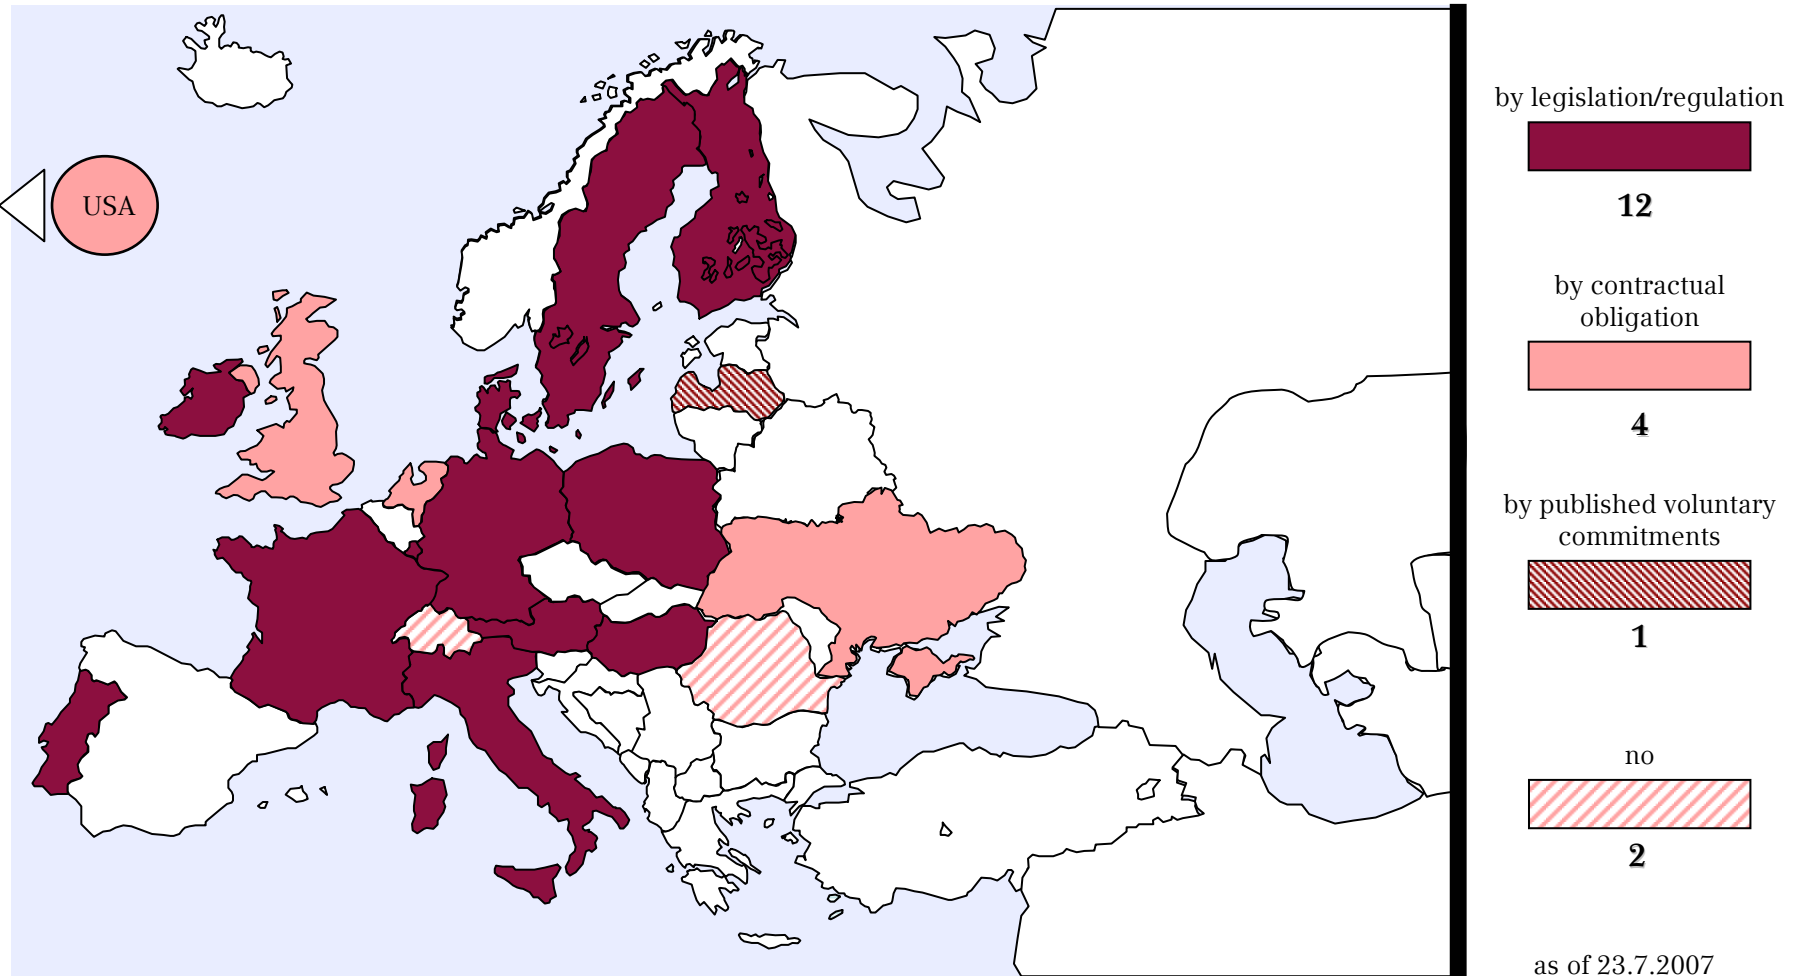 USA
by legislation/regulation
12
by contractual
obligation
4
by published voluntary
commitments
1
no
2
as of 23.7.2007